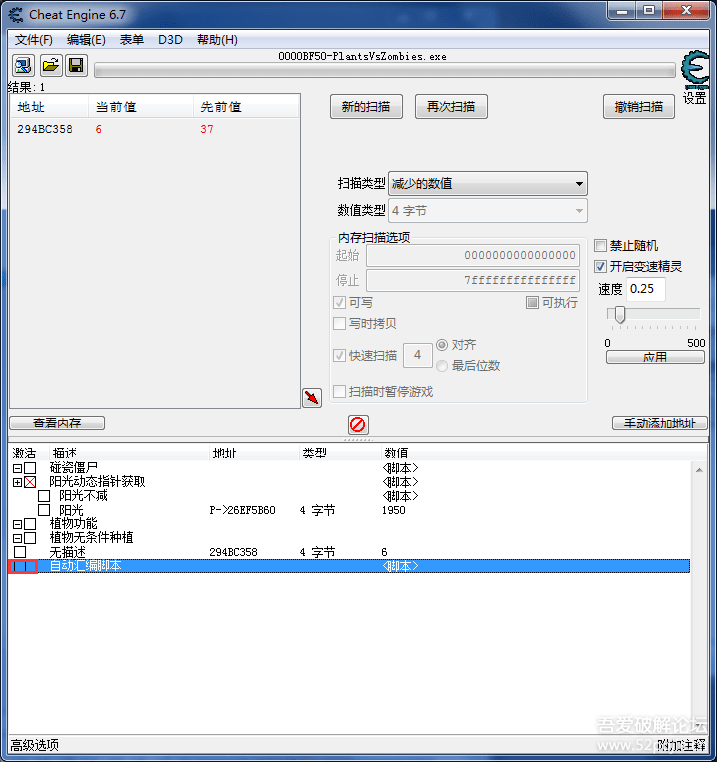 Cheat Engine 6.7
文件(F) 编辑(E) 表单 D3D 帮助(H)
0000BF50-PlantsVsZombies.exe
设置
结果: 1
地址 当前值 先前值
294BC358 6 37
新的扫描 再次扫描 撤销扫描
扫描类型 减少的数值
数值类型 4 字节
内存扫描选项
起始 0000000000000000
停止 7fffffffffffffff
可写 可执行
写时拷贝
快速扫描 4 对齐
最后位数
扫描时暂停游戏
禁止随机
开启变速精灵
速度 0.25
0 500
应用
查看内存 手动添加地址
激活 描述 地址 类型 数值
碰瓷僵尸 <脚本>
阳光动态指针获取 <脚本>
阳光不减 <脚本>
阳光 P->26EF5B60 4 字节 1950
植物功能
植物无条件种植 <脚本>
无描述 294BC358 4 字节 6
自动汇编脚本 <脚本>
高级选项 附加注释
吾爱破解论坛